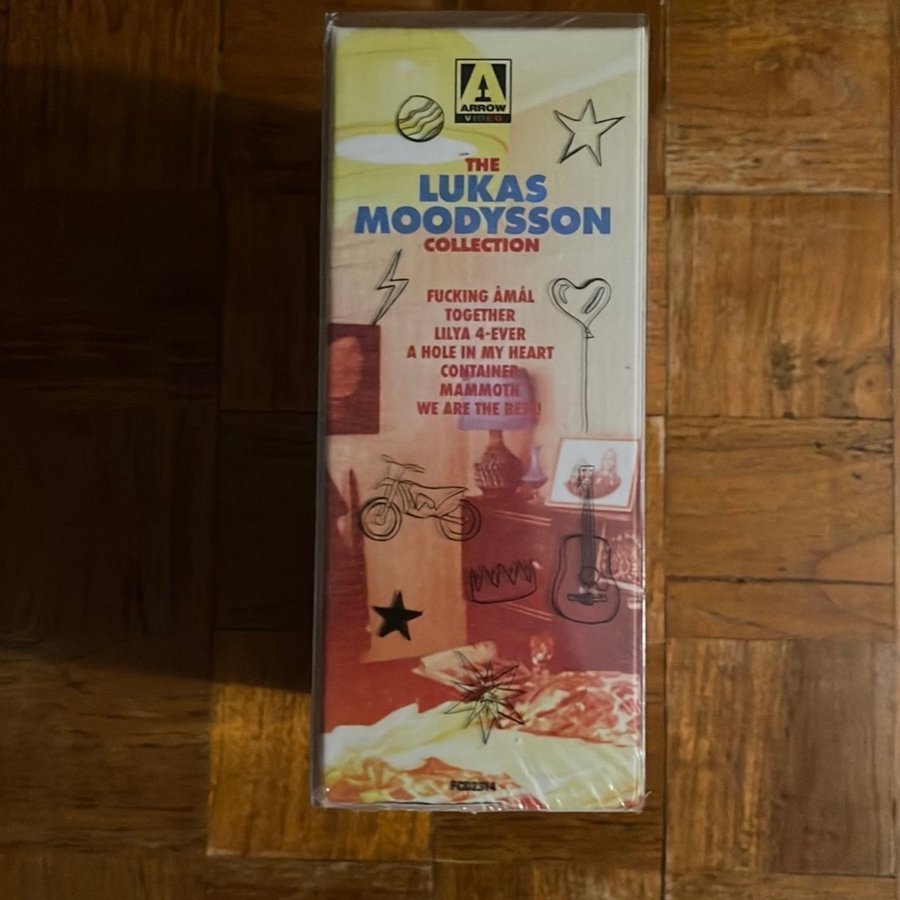 A
ARROW
VIDEO
THE
LUKAS
MOODYSSON
COLLECTION
FUCKING ÅMÅL
TOGETHER
LILYA 4-EVER
A HOLE IN MY HEART
CONTAINER
MAMMOTH
WE ARE THE BEST!
FCD2314